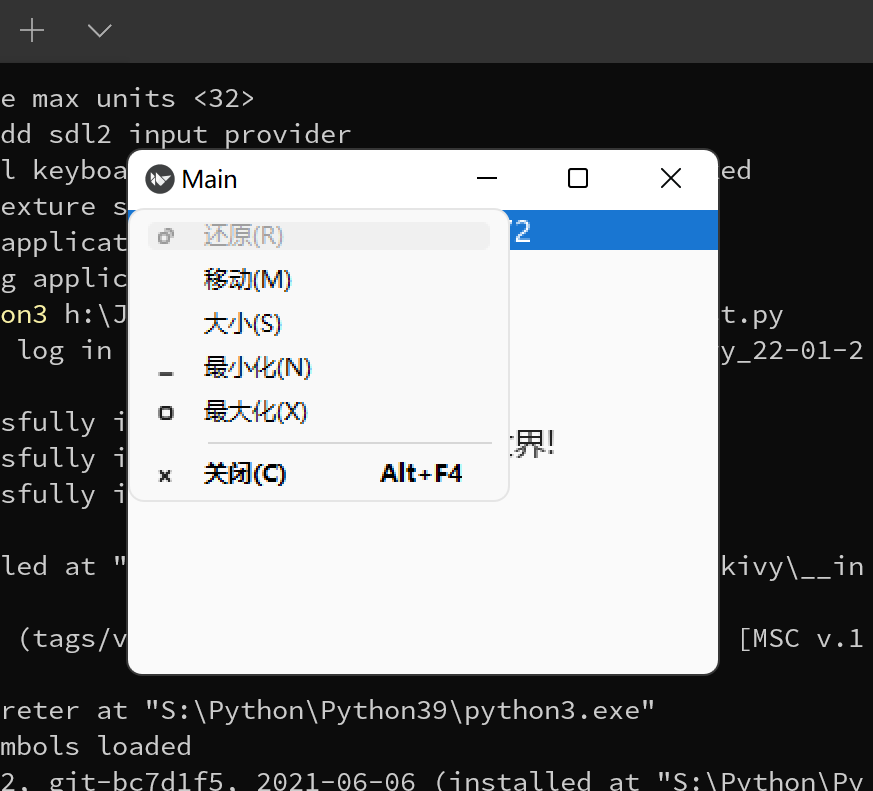 e max units <32>
dd sdl2 input provider
l keyboa ed
Main
exture s
还原(R) 2
applicat
移动(M)
g applic
on3 h:\J t.py
大小(S)
log in y_22-01-2
最小化(N)
最大化(X)
sfully i
界!
sfully i
关闭(C) Alt+F4
sfully i
led at " kivy\__in
(tags/v [MSC v.1
reter at "S:\Python\Python39\python3.exe"
mbols loaded
2, git-bc7d1f5, 2021-06-06 (installed at "S:\Python\Py